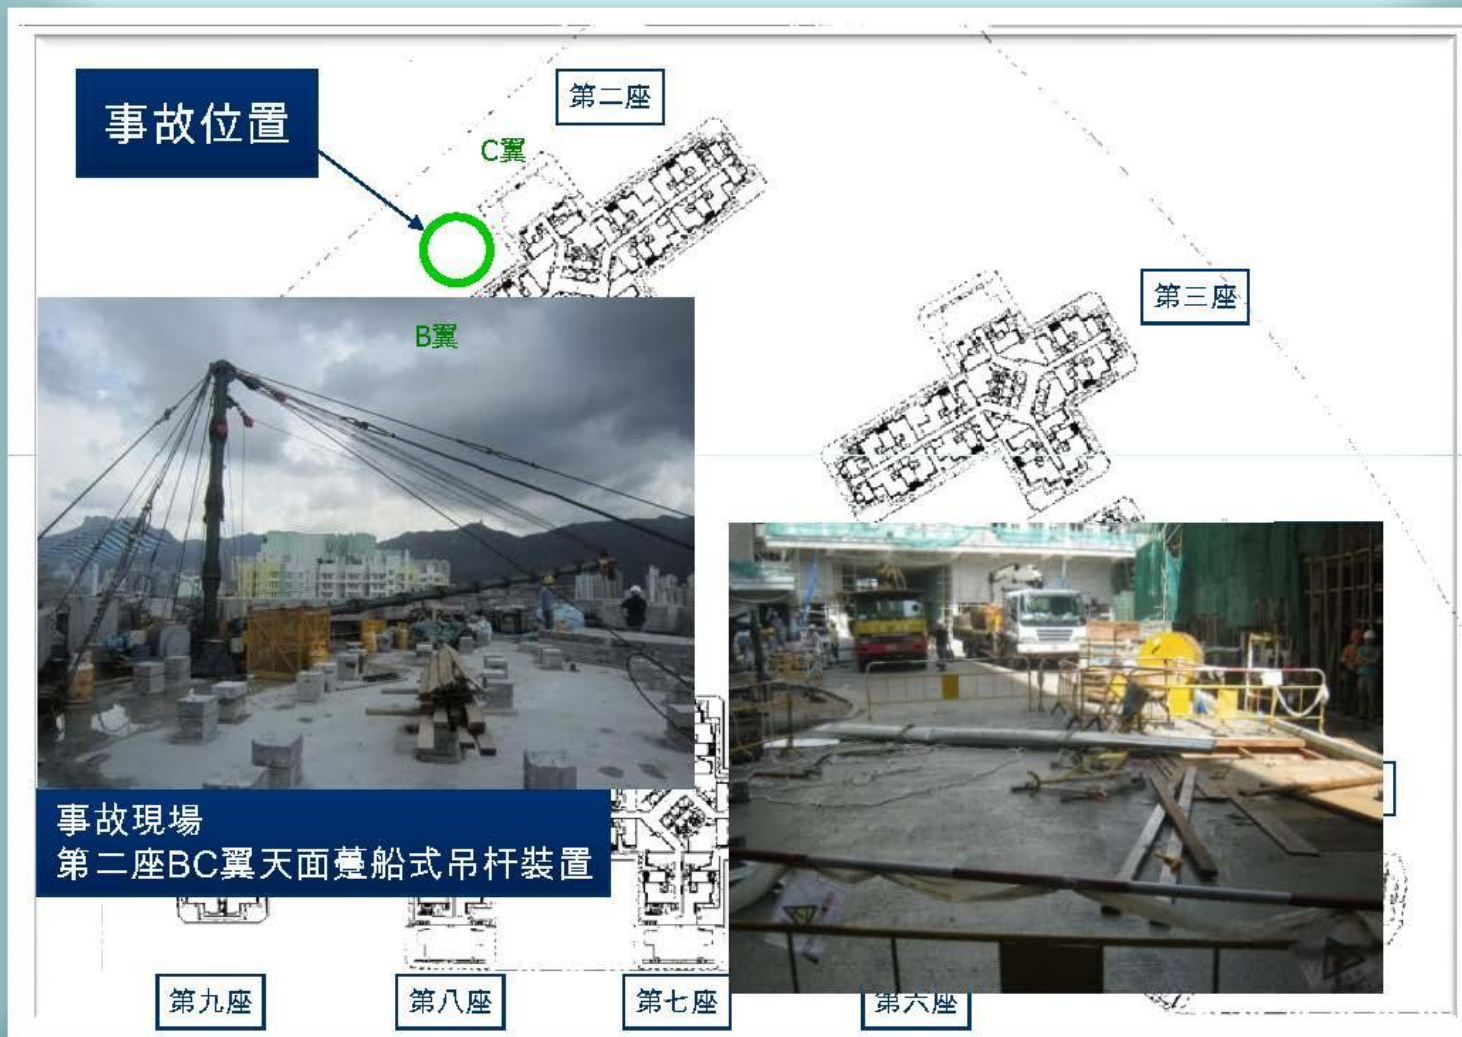 事故位置
第二座
C翼
B翼
第三座
事故現場
第二座BC翼天面躉船式吊杆裝置
第九座
第八座
第七座
第六座